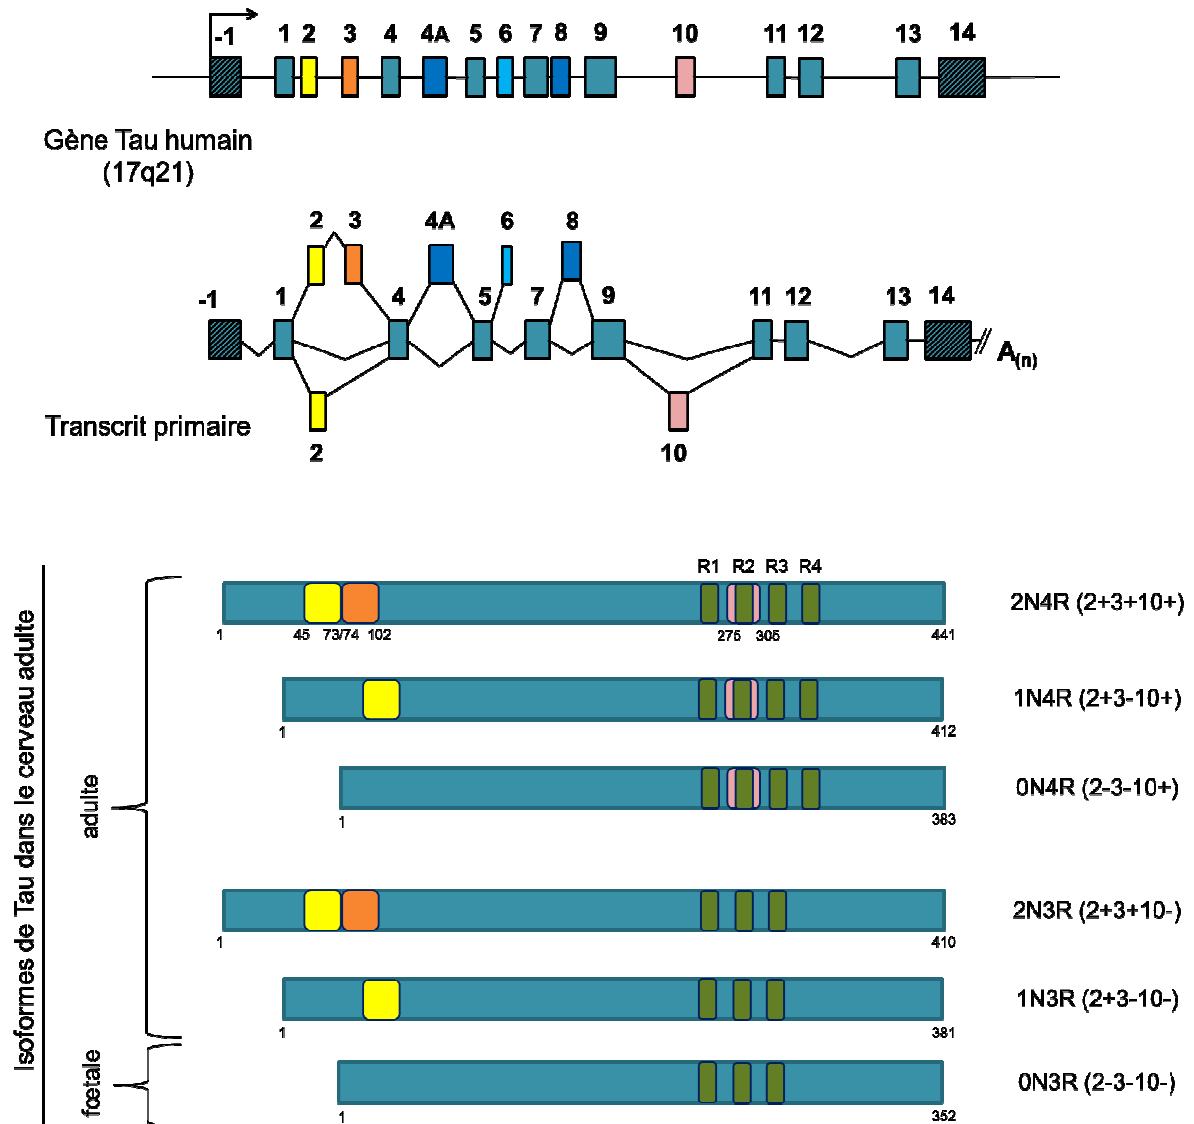 -1 1 2 3 4 4A 5 6 7 8 9 10 11 12 13 14
Gène Tau humain
(17q21)
2 3 4A 6 8
-1 1 4 5 7 9 11 12 13 14
A(n)
Transcrit primaire
2 10
Isoformes de Tau dans le cerveau adulte
adulte
fœtale
R1 R2 R3 R4
2N4R (2+3+10+)
1 45 73/74 102 275 305 441
1N4R (2+3-10+)
1 412
0N4R (2-3-10+)
1 383
2N3R (2+3+10-)
1 410
1N3R (2+3-10-)
1 381
0N3R (2-3-10-)
1 352